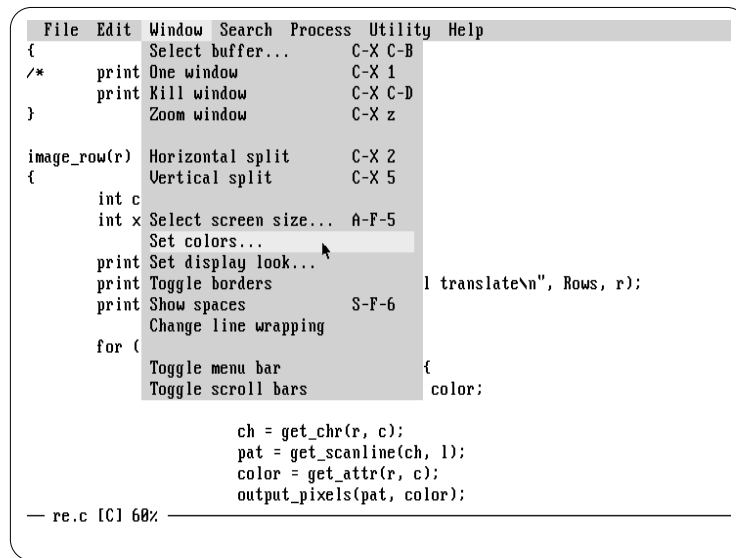 File Edit Window Search Process Utility Help
{ Select buffer... C-X C-B
/* print One window C-X 1
print Kill window C-X C-D
} Zoom window C-X z
image_row(r) Horizontal split C-X 2
{ Vertical split C-X 5
int c
int x Select screen size... A-F-5
Set colors...
print Set display look...
print Toggle borders l translate\n", Rows, r);
print Show spaces S-F-6
Change line wrapping
for (
Toggle menu bar {
Toggle scroll bars color;
ch = get_chr(r, c);
pat = get_scanline(ch, l);
color = get_attr(r, c);
output_pixels(pat, color);
re.c [C] 60%